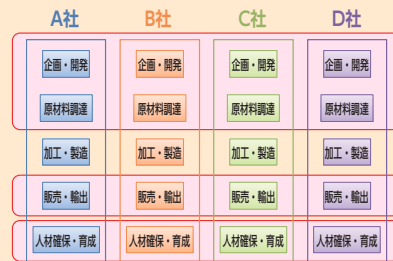 A社 B社 C社 D社
企画・開発 企画・開発 企画・開発 企画・開発
原材料調達 原材料調達 原材料調達 原材料調達
加工・製造 加工・製造 加工・製造 加工・製造
販売・輸出 販売・輸出 販売・輸出 販売・輸出
人材確保・育成 人材確保・育成 人材確保・育成 人材確保・育成